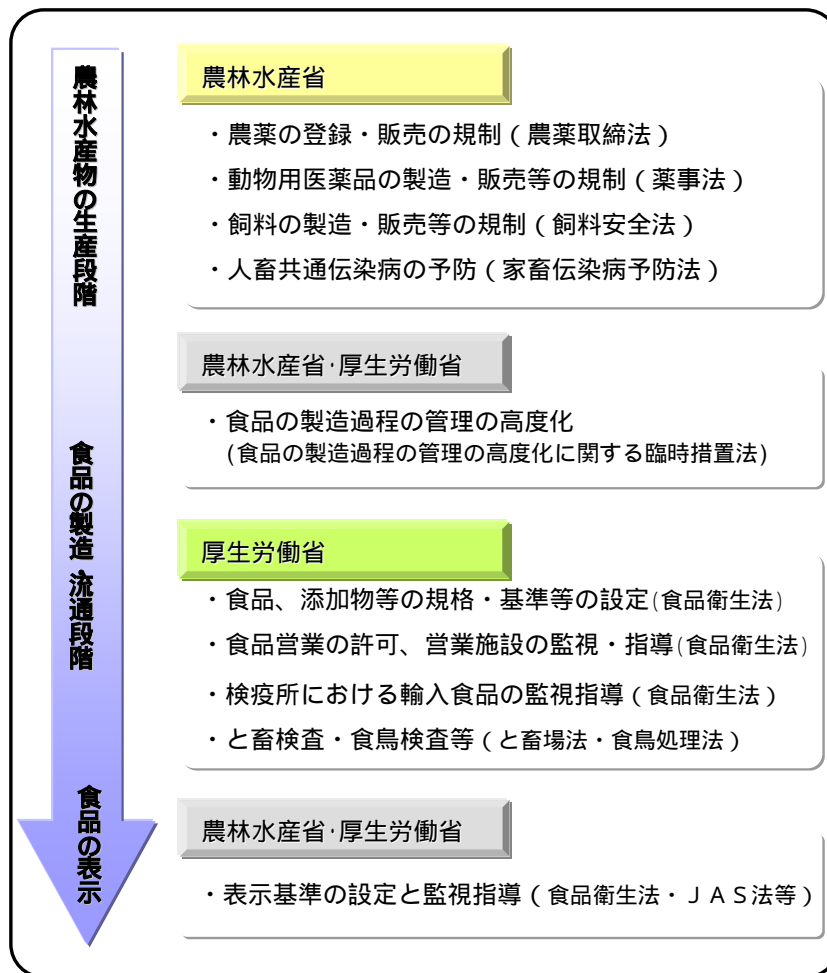 農林水産物の生産段階
農林水産省
・農薬の登録・販売の規制（農薬取締法）
・動物用医薬品の製造・販売等の規制（薬事法）
・飼料の製造・販売等の規制（飼料安全法）
・人畜共通伝染病の予防（家畜伝染病予防法）
食品の製造、流通段階
農林水産省･厚生労働省
・食品の製造過程の管理の高度化
(食品の製造過程の管理の高度化に関する臨時措置法)
厚生労働省
・食品、添加物等の規格・基準等の設定(食品衛生法)
・食品営業の許可、営業施設の監視・指導(食品衛生法)
・検疫所における輸入食品の監視指導（食品衛生法）
・と畜検査・食鳥検査等（と畜場法・食鳥処理法）
食品の表示
農林水産省･厚生労働省
・表示基準の設定と監視指導（食品衛生法・ＪＡＳ法等）